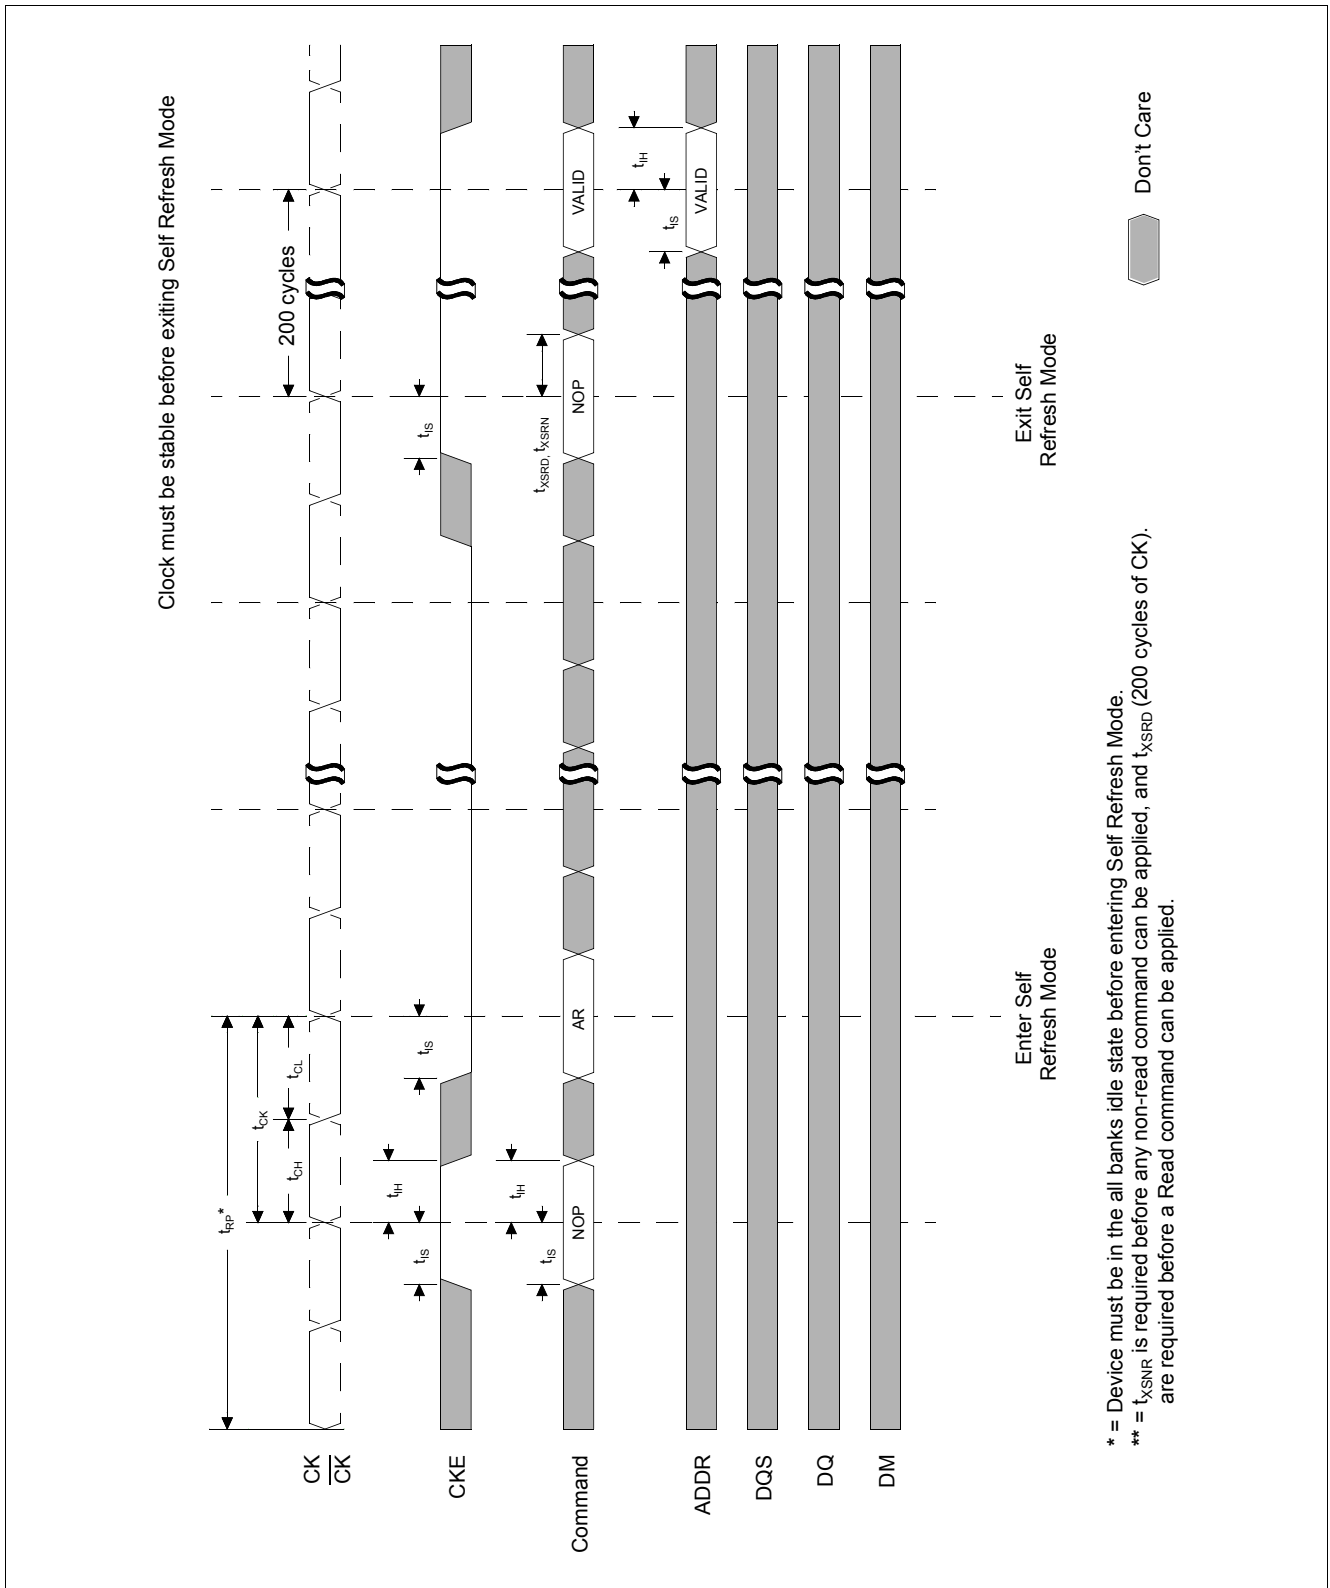 Clock must be stable before exiting Self Refresh Mode
tRP*
tCK
tCH
tCL
200 cycles
CK
CK
tIS
tIH
tIS
tIS
CKE
tIS
tIH
tXSRD, tXSRN
Command
NOP
AR
NOP
VALID
tIS
tIH
ADDR
VALID
DQS
DQ
DM
Enter Self
Refresh Mode
Exit Self
Refresh Mode
* = Device must be in the all banks idle state before entering Self Refresh Mode.
** = tXSNR is required before any non-read command can be applied, and tXSRD (200 cycles of CK).
are required before a Read command can be applied.
Don't Care